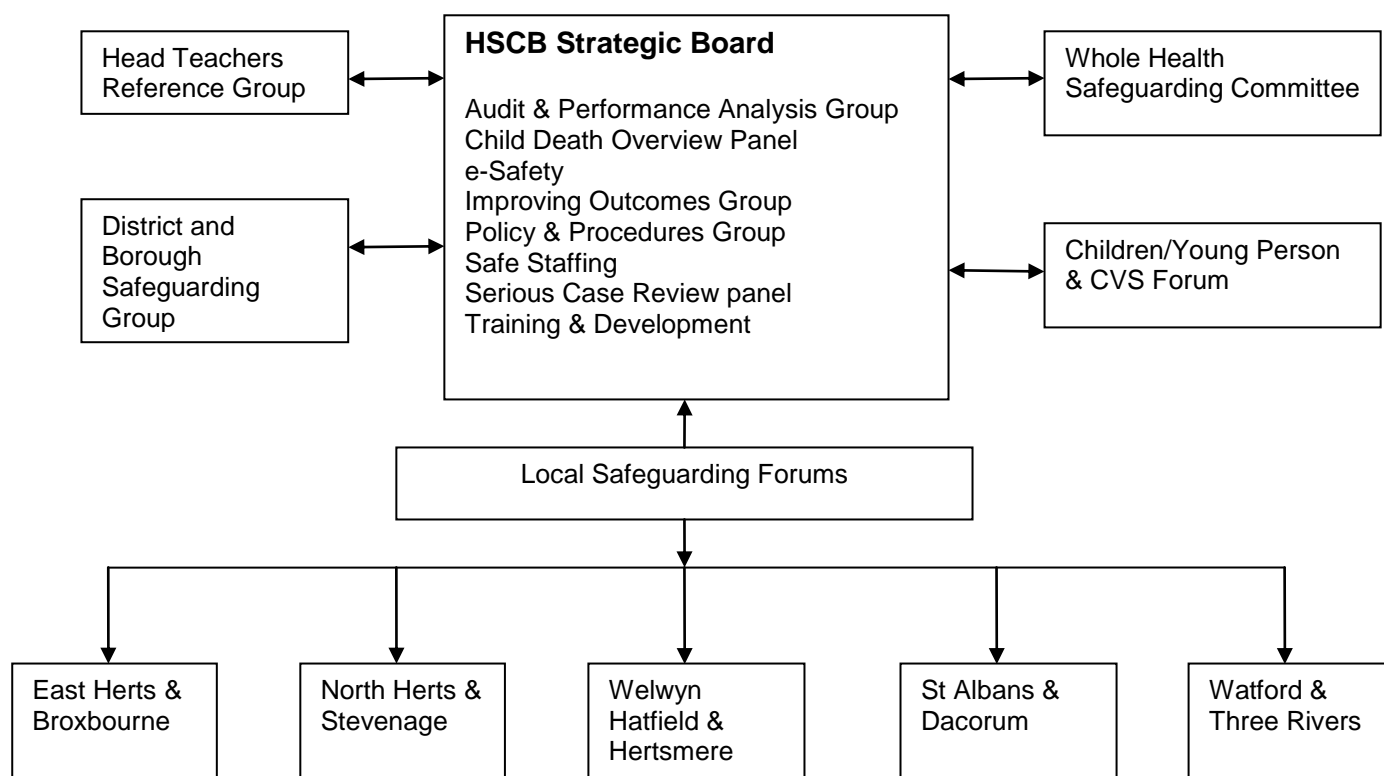 Head Teachers
Reference Group
District and
Borough
Safeguarding
Group
HSCB Strategic Board
Audit & Performance Analysis Group
Child Death Overview Panel
e-Safety
Improving Outcomes Group
Policy & Procedures Group
Safe Staffing
Serious Case Review panel
Training & Development
Whole Health
Safeguarding Committee
Children/Young Person
& CVS Forum
Local Safeguarding Forums
East Herts &
Broxbourne
North Herts &
Stevenage
Welwyn
Hatfield &
Hertsmere
St Albans &
Dacorum
Watford &
Three Rivers